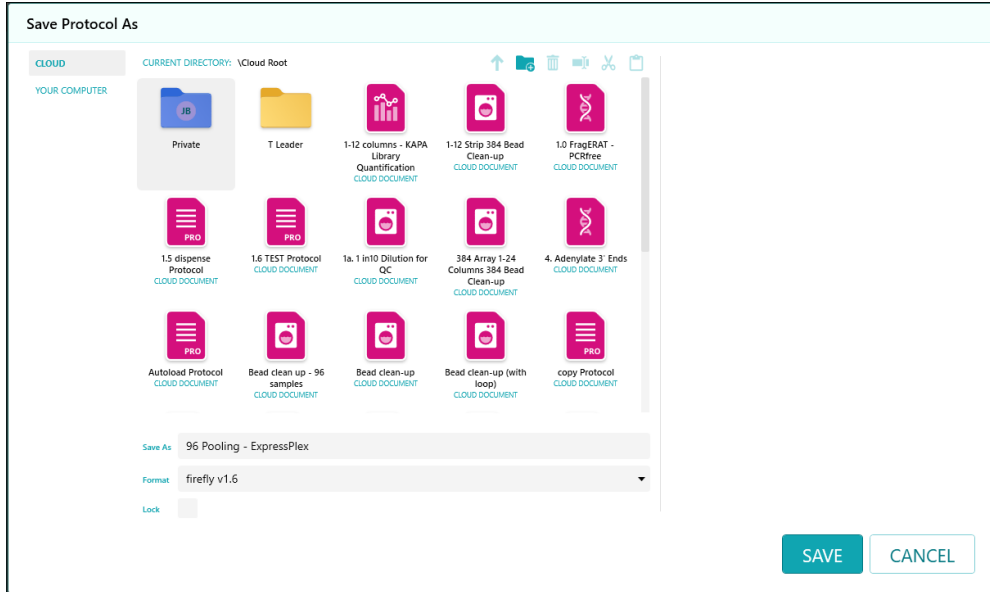 Save Protocol As
CLOUD
YOUR COMPUTER
CURRENT DIRECTORY: \Cloud Root
JB
Private
T Leader
1-12 columns - KAPA
Library
Quantification
CLOUD DOCUMENT
1-12 Strip 384 Bead
Clean-up
CLOUD DOCUMENT
1.0 FragERAT -
PCRfree
CLOUD DOCUMENT
PRO
1.5 dispense
Protocol
CLOUD DOCUMENT
PRO
1.6 TEST Protocol
CLOUD DOCUMENT
1a. 1 in10 Dilution for
QC
CLOUD DOCUMENT
384 Array 1-24
Columns 384 Bead
Clean-up
CLOUD DOCUMENT
4. Adenylate 3' Ends
CLOUD DOCUMENT
PRO
Autoload Protocol
CLOUD DOCUMENT
Bead clean up - 96
samples
CLOUD DOCUMENT
Bead clean-up
CLOUD DOCUMENT
Bead clean-up (with
loop)
CLOUD DOCUMENT
PRO
copy Protocol
CLOUD DOCUMENT
Save As 96 Pooling - ExpressPlex
Format firefly v1.6
Lock
SAVE CANCEL